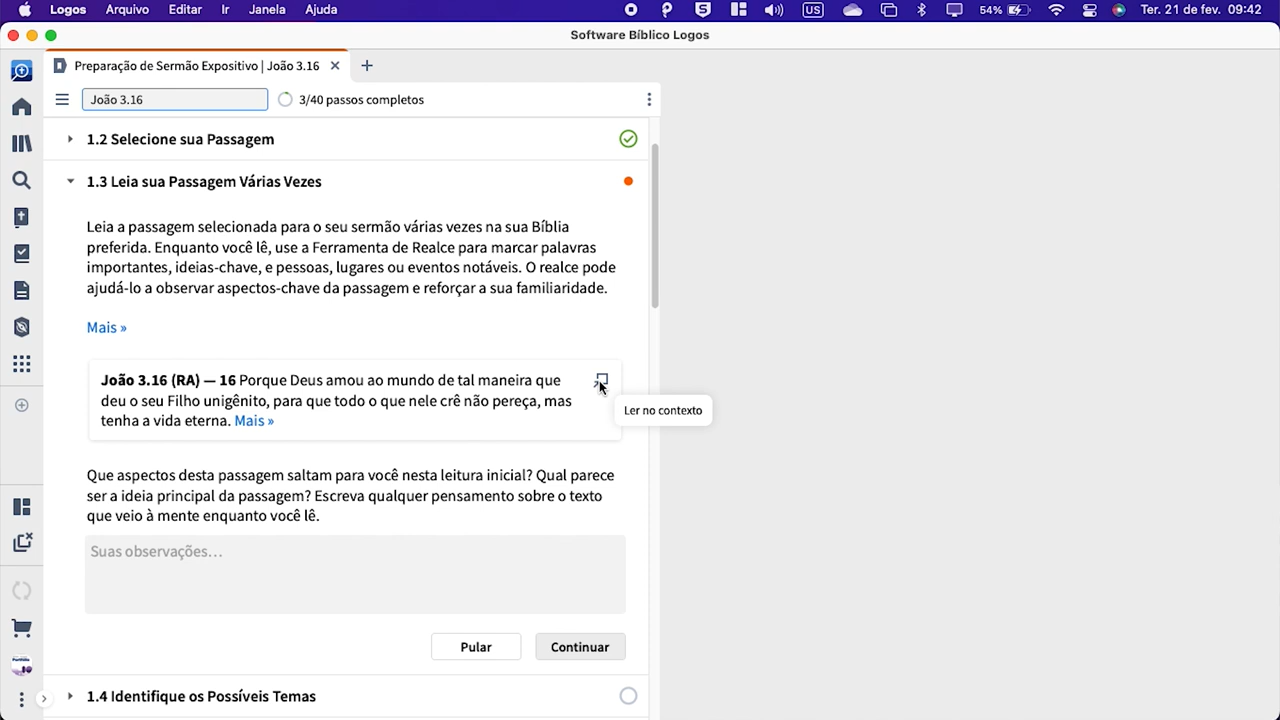 Logos Arquivo Editar Ir Janela Ajuda US 54% Ter. 21 de fev. 09:42
Software Bíblico Logos
Preparação de Sermão Expositivo | João 3.16
João 3.16 3/40 passos completos
1.2 Selecione sua Passagem
1.3 Leia sua Passagem Várias Vezes
Leia a passagem selecionada para o seu sermão várias vezes na sua Bíblia
preferida. Enquanto você lê, use a Ferramenta de Realce para marcar palavras
importantes, ideias-chave, e pessoas, lugares ou eventos notáveis. O realce pode
ajudá-lo a observar aspectos-chave da passagem e reforçar a sua familiaridade.
Mais »
João 3.16 (RA) — 16 Porque Deus amou ao mundo de tal maneira que
deu o seu Filho unigênito, para que todo o que nele crê não pereça, mas
tenha a vida eterna. Mais »
Ler no contexto
Que aspectos desta passagem saltam para você nesta leitura inicial? Qual parece
ser a ideia principal da passagem? Escreva qualquer pensamento sobre o texto
que veio à mente enquanto você lê.
Suas observações...
Pular Continuar
1.4 Identifique os Possíveis Temas